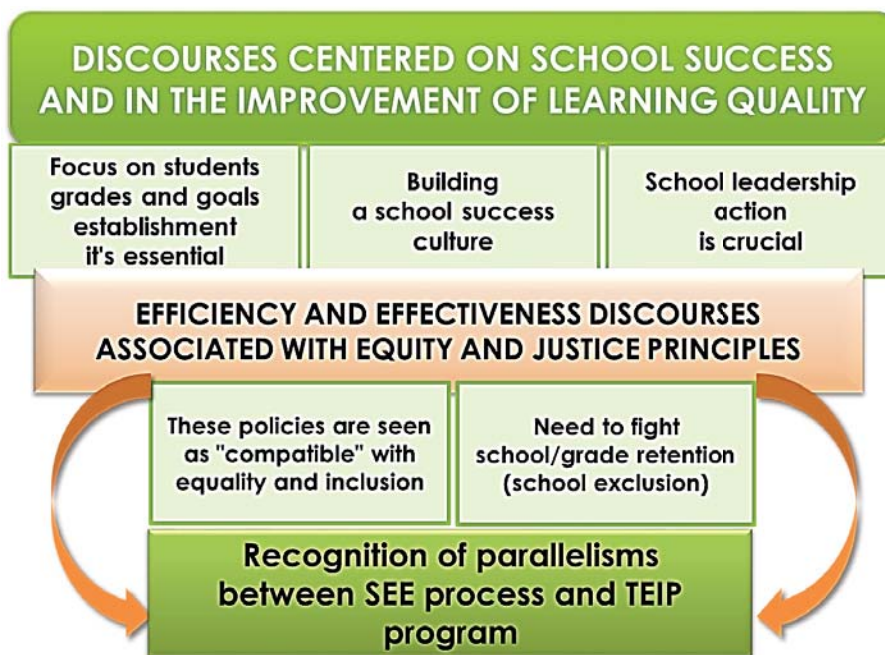 DISCOURSES CENTERED ON SCHOOL SUCCESS
AND IN THE IMPROVEMENT OF LEARNING QUALITY
Focus on students
grades and goals
establishment
it's essential
Building
a school success
culture
School leadership
action
is crucial
EFFICIENCY AND EFFECTIVENESS DISCOURSES
ASSOCIATED WITH EQUITY AND JUSTICE PRINCIPLES
These policies are seen
as "compatible" with
equality and inclusion
Need to fight
school/grade retention
(school exclusion)
Recognition of parallelisms
between SEE process and TEIP
program